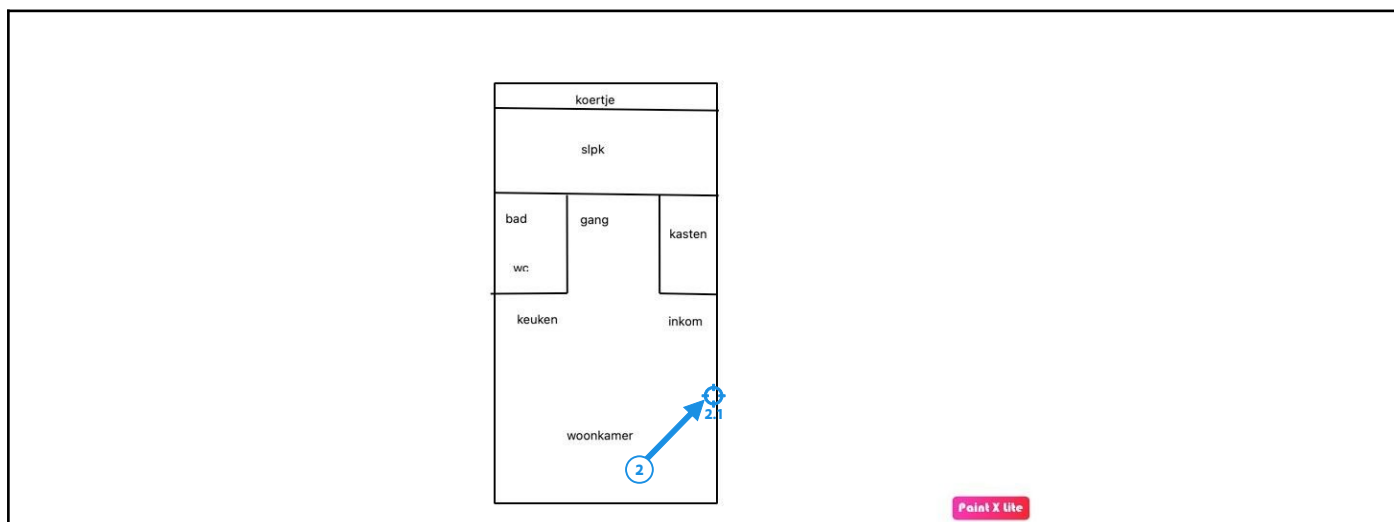 koertje
slpk
bad
gang
kasten
wc
keuken
inkom
2.1
woonkamer
2
Paint X Lite